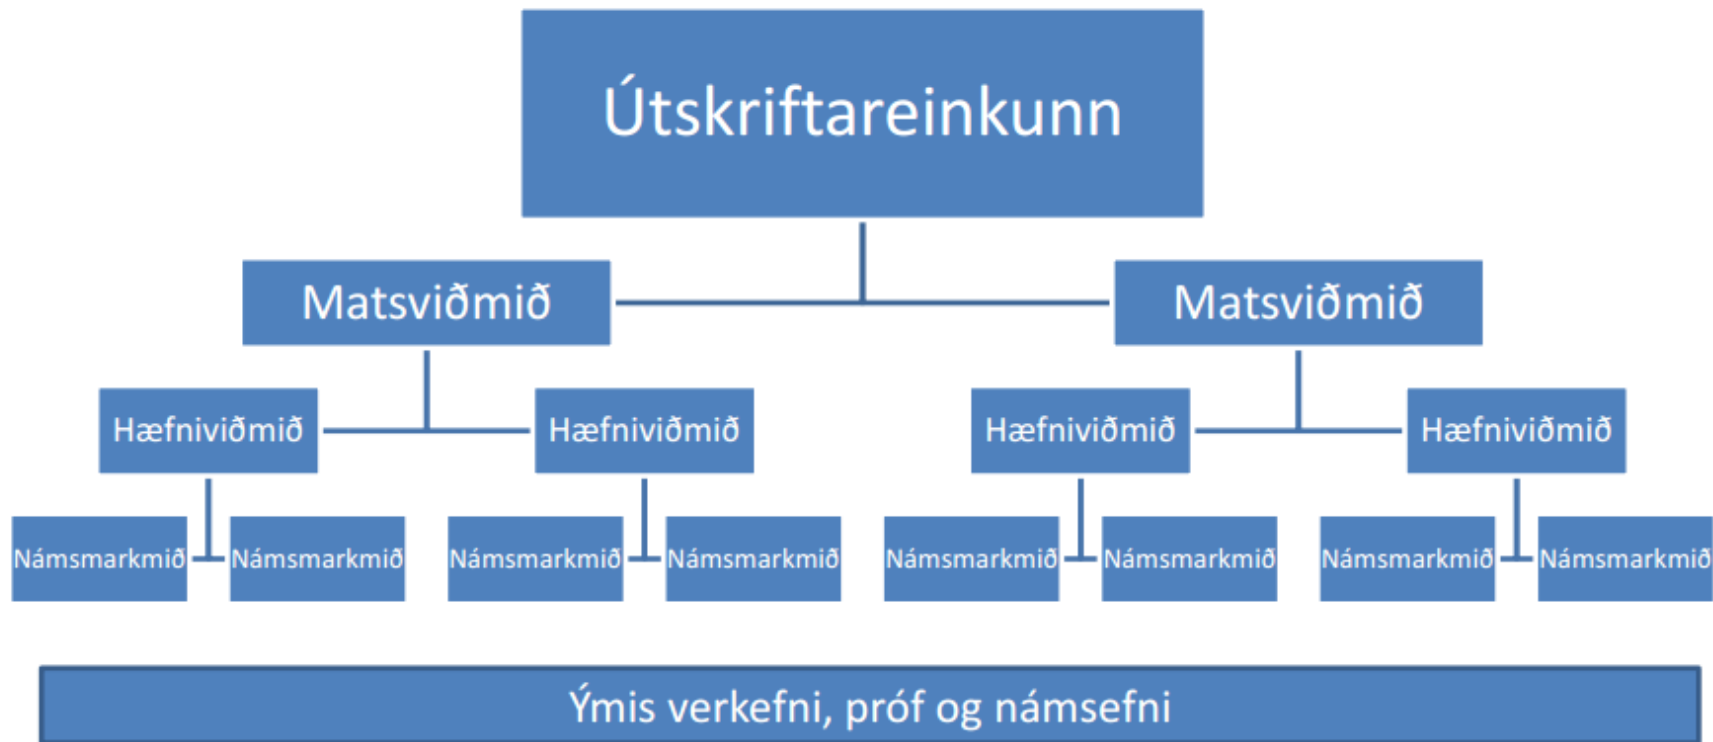 Útskriftareinkunn
Matsviðmið
Matsviðmið
Hæfniviðmið
Hæfniviðmið
Hæfniviðmið
Hæfniviðmið
Námsmarkmið
Námsmarkmið
Námsmarkmið
Námsmarkmið
Námsmarkmið
Námsmarkmið
Námsmarkmið
Námsmarkmið
Ýmis verkefni, próf og námsefni